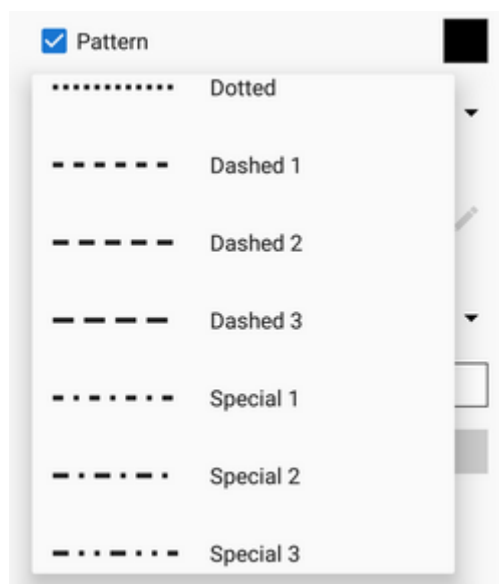 Pattern
Dotted
Dashed 1
Dashed 2
Dashed 3
Special 1
Special 2
Special 3